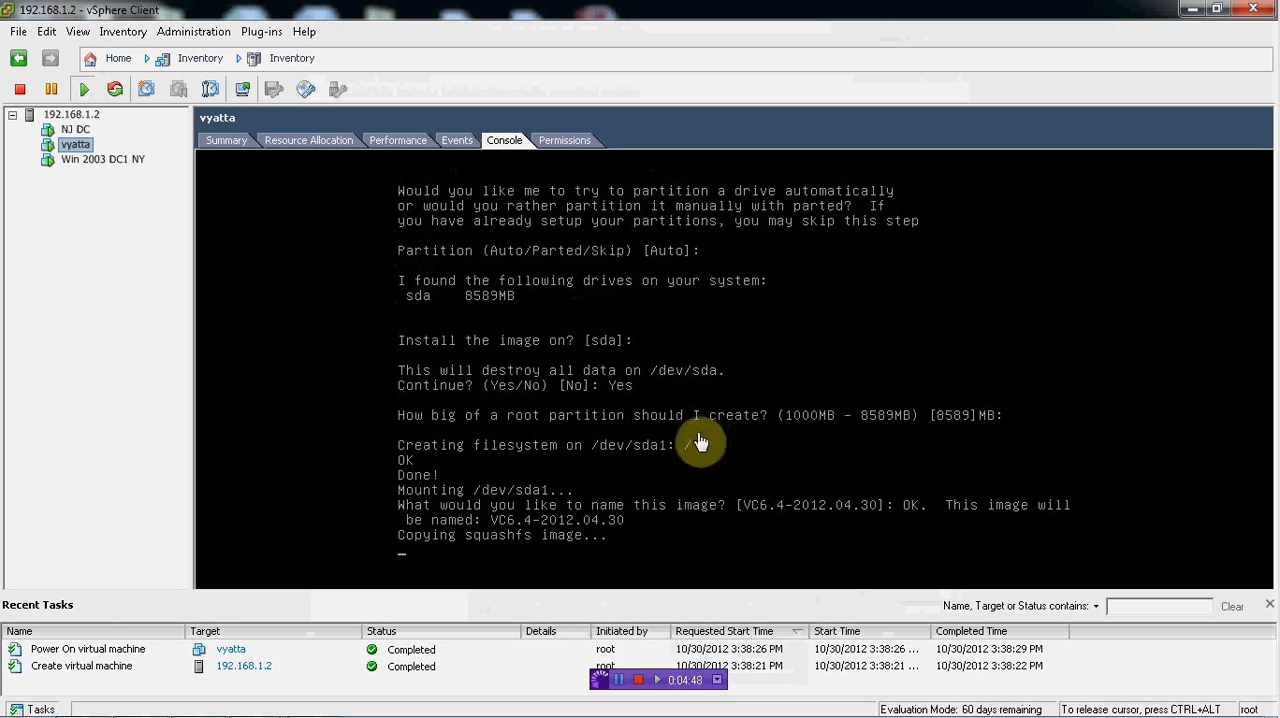 192.168.1.2 - vSphere Client
File Edit View Inventory Administration Plug-ins Help
Home Inventory Inventory
192.168.1.2
NJ DC
vyatta
Win 2003 DC1 NY
vyatta
Summary Resource Allocation Performance Events Console Permissions
Would you like me to try to partition a drive automatically
or would you rather partition it manually with parted? If
you have already setup your partitions, you may skip this step
Partition (Auto/Parted/Skip) [Auto]:
I found the following drives on your system:
sda 8589MB
Install the image on? [sda]:
This will destroy all data on /dev/sda.
Continue? (Yes/No) [No]: Yes
How big of a root partition should I create? (1000MB - 8589MB) [8589]MB:
Creating filesystem on /dev/sda1: /
OK
Done!
Mounting /dev/sda1...
What would you like to name this image? [VC6.4-2012.04.30]: OK. This image will
be named: VC6.4-2012.04.30
Copying squashfs image...
_
Recent Tasks Name, Target or Status contains: Clear
Name Target Status Details Initiated by Requested Start Time Start Time Completed Time
Power On virtual machine vyatta Completed root 10/30/2012 3:38:26 PM 10/30/2012 3:38:26 ... 10/30/2012 3:38:29 PM
Create virtual machine 192.168.1.2 Completed root 10/30/2012 3:38:21 PM 10/30/2012 3:38:21 ... 10/30/2012 3:38:22 PM
0:04:48
Tasks Evaluation Mode: 60 days remaining To release cursor, press CTRL+ALT root